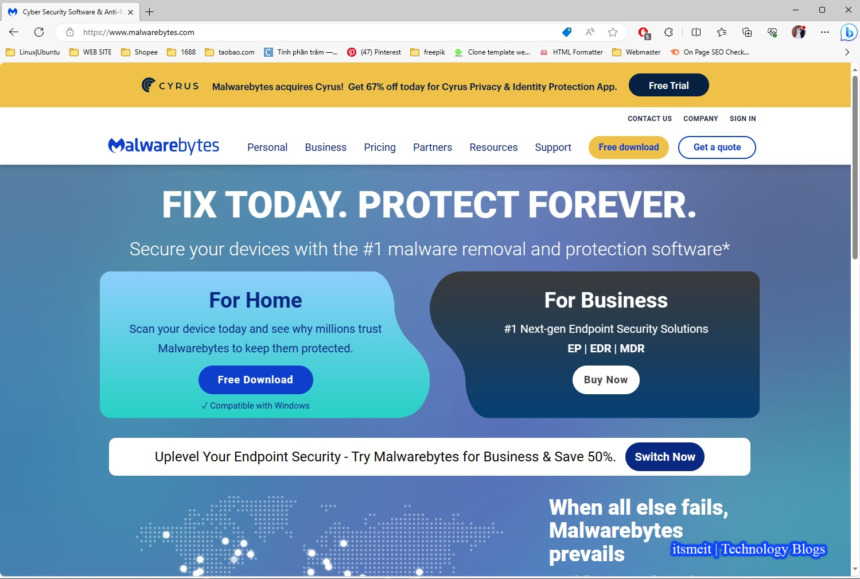 Cyber Security Software & Anti-
https://www.malwarebytes.com
Linux|Ubuntu
WEB SITE
Shopee
1688
taobao.com
Tính phần trăm —...
(47) Pinterest
freepik
Clone template we...
HTML Formatter
Webmaster
On Page SEO Check...
CYRUS
Malwarebytes acquires Cyrus! Get 67% off today for Cyrus Privacy & Identity Protection App.
Free Trial
CONTACT US COMPANY SIGN IN
Malwarebytes
Personal Business Pricing Partners Resources Support
Free download
Get a quote
FIX TODAY. PROTECT FOREVER.
Secure your devices with the #1 malware removal and protection software*
For Home
Scan your device today and see why millions trust
Malwarebytes to keep them protected.
Free Download
✓ Compatible with Windows
For Business
#1 Next-gen Endpoint Security Solutions
EP | EDR | MDR
Buy Now
Uplevel Your Endpoint Security - Try Malwarebytes for Business & Save 50%.
Switch Now
When all else fails,
Malwarebytes
prevails
itsmeit | Technology Blogs